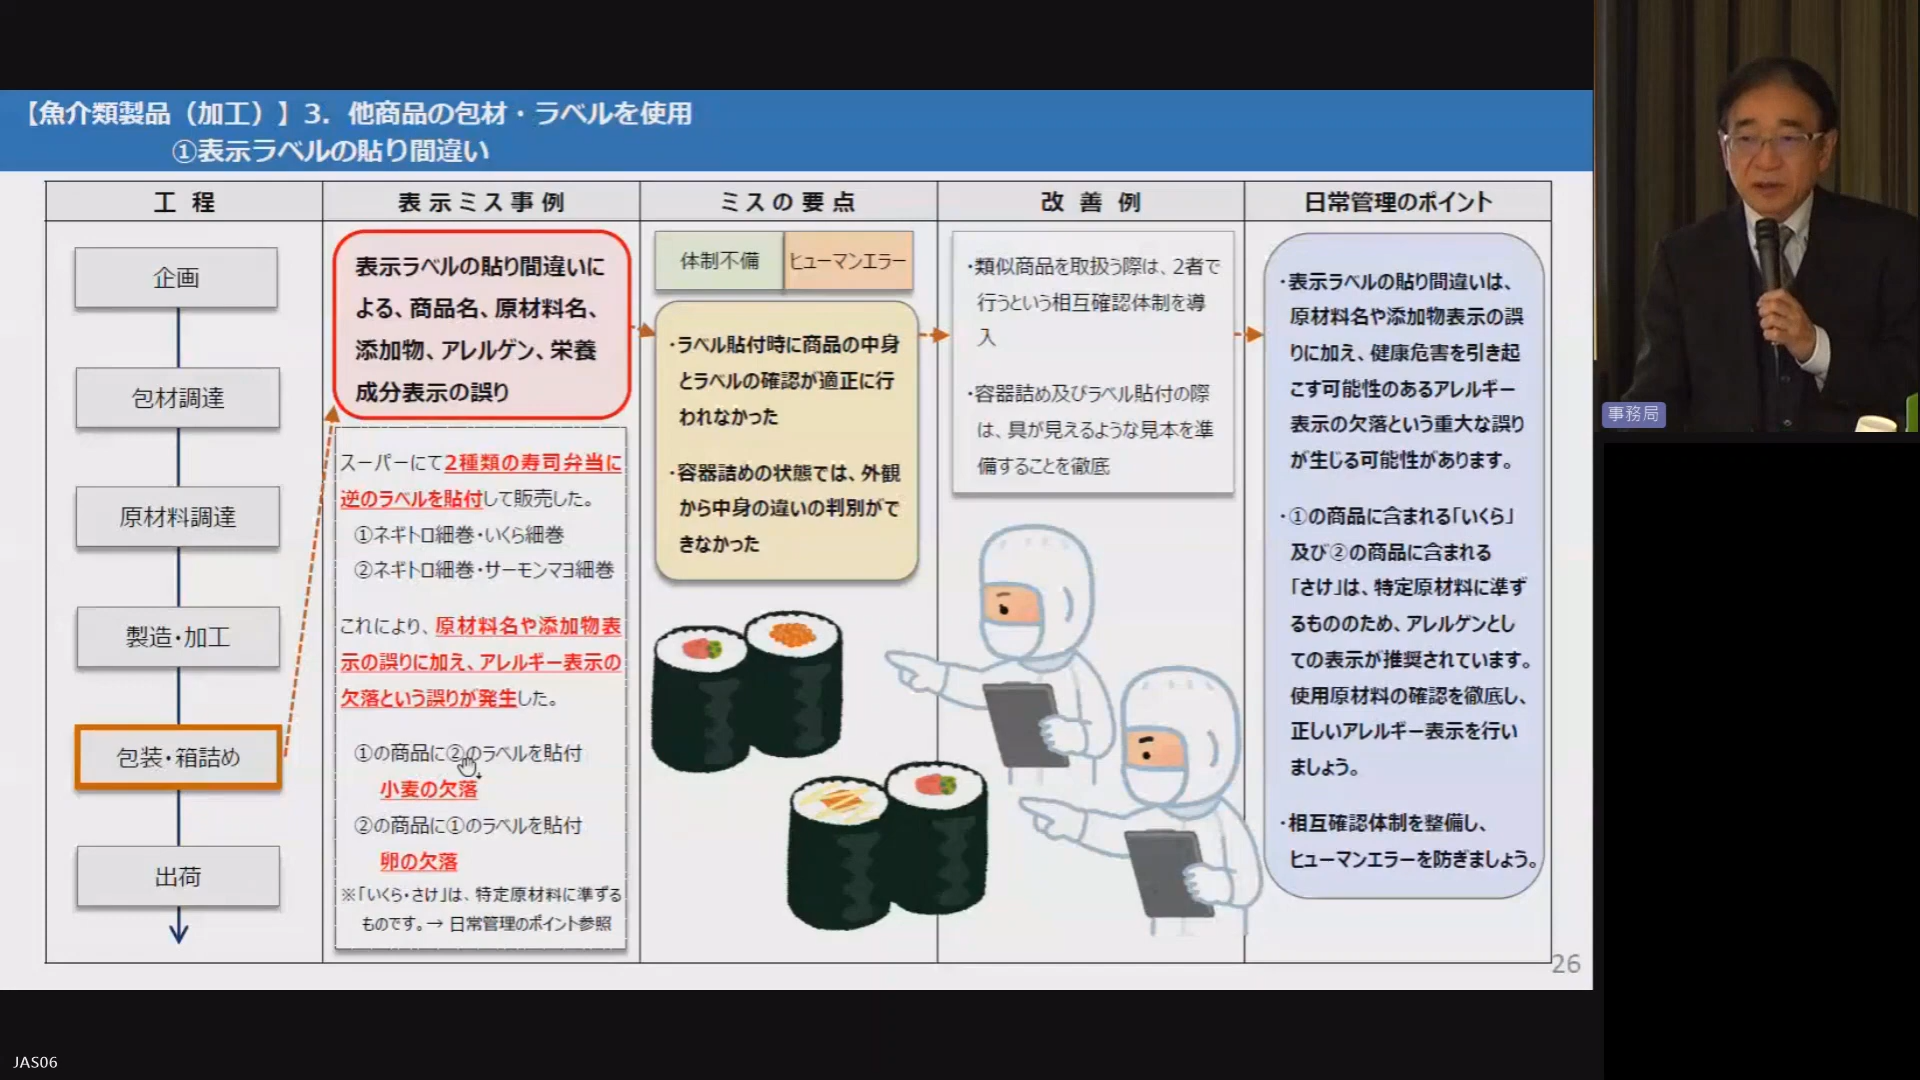 【魚介類製品（加工）】3．他商品の包材・ラベルを使用
①表示ラベルの貼り間違い
工 程
表 示 ミ ス 事 例
ミ ス の 要 点
改 善 例
日常管理のポイント
企画
包材調達
原材料調達
製造・加工
包装・箱詰め
出荷
表示ラベルの貼り間違いに
よる、商品名、原材料名、
添加物、アレルゲン、栄養
成分表示の誤り
スーパーにて2種類の寿司弁当に
逆のラベルを貼付して販売した。
①ネギトロ細巻・いくら細巻
②ネギトロ細巻・サーモンマヨ細巻
これにより、原材料名や添加物表
示の誤りに加え、アレルギー表示の
欠落という誤りが発生した。
①の商品に②のラベルを貼付
小麦の欠落
②の商品に①のラベルを貼付
卵の欠落
※「いくら・さけ」は、特定原材料に準ずる
ものです。→ 日常管理のポイント参照
体制不備
ヒューマンエラー
・ラベル貼付時に商品の中身
とラベルの確認が適正に行
われなかった
・容器詰めの状態では、外観
から中身の違いの判別がで
きなかった
・類似商品を取扱う際は、2者で
行うという相互確認体制を導
入
・容器詰め及びラベル貼付の際
は、具が見えるような見本を準
備することを徹底
・表示ラベルの貼り間違いは、
原材料名や添加物表示の誤
りに加え、健康危害を引き起
こす可能性のあるアレルギー
表示の欠落という重大な誤り
が生じる可能性があります。
・①の商品に含まれる「いくら」
及び②の商品に含まれる
「さけ」は、特定原材料に準ず
るもののため、アレルゲンとし
ての表示が推奨されています。
使用原材料の確認を徹底し、
正しいアレルギー表示を行い
ましょう。
・相互確認体制を整備し、
ヒューマンエラーを防ぎましょう。
26
事務局
JAS06